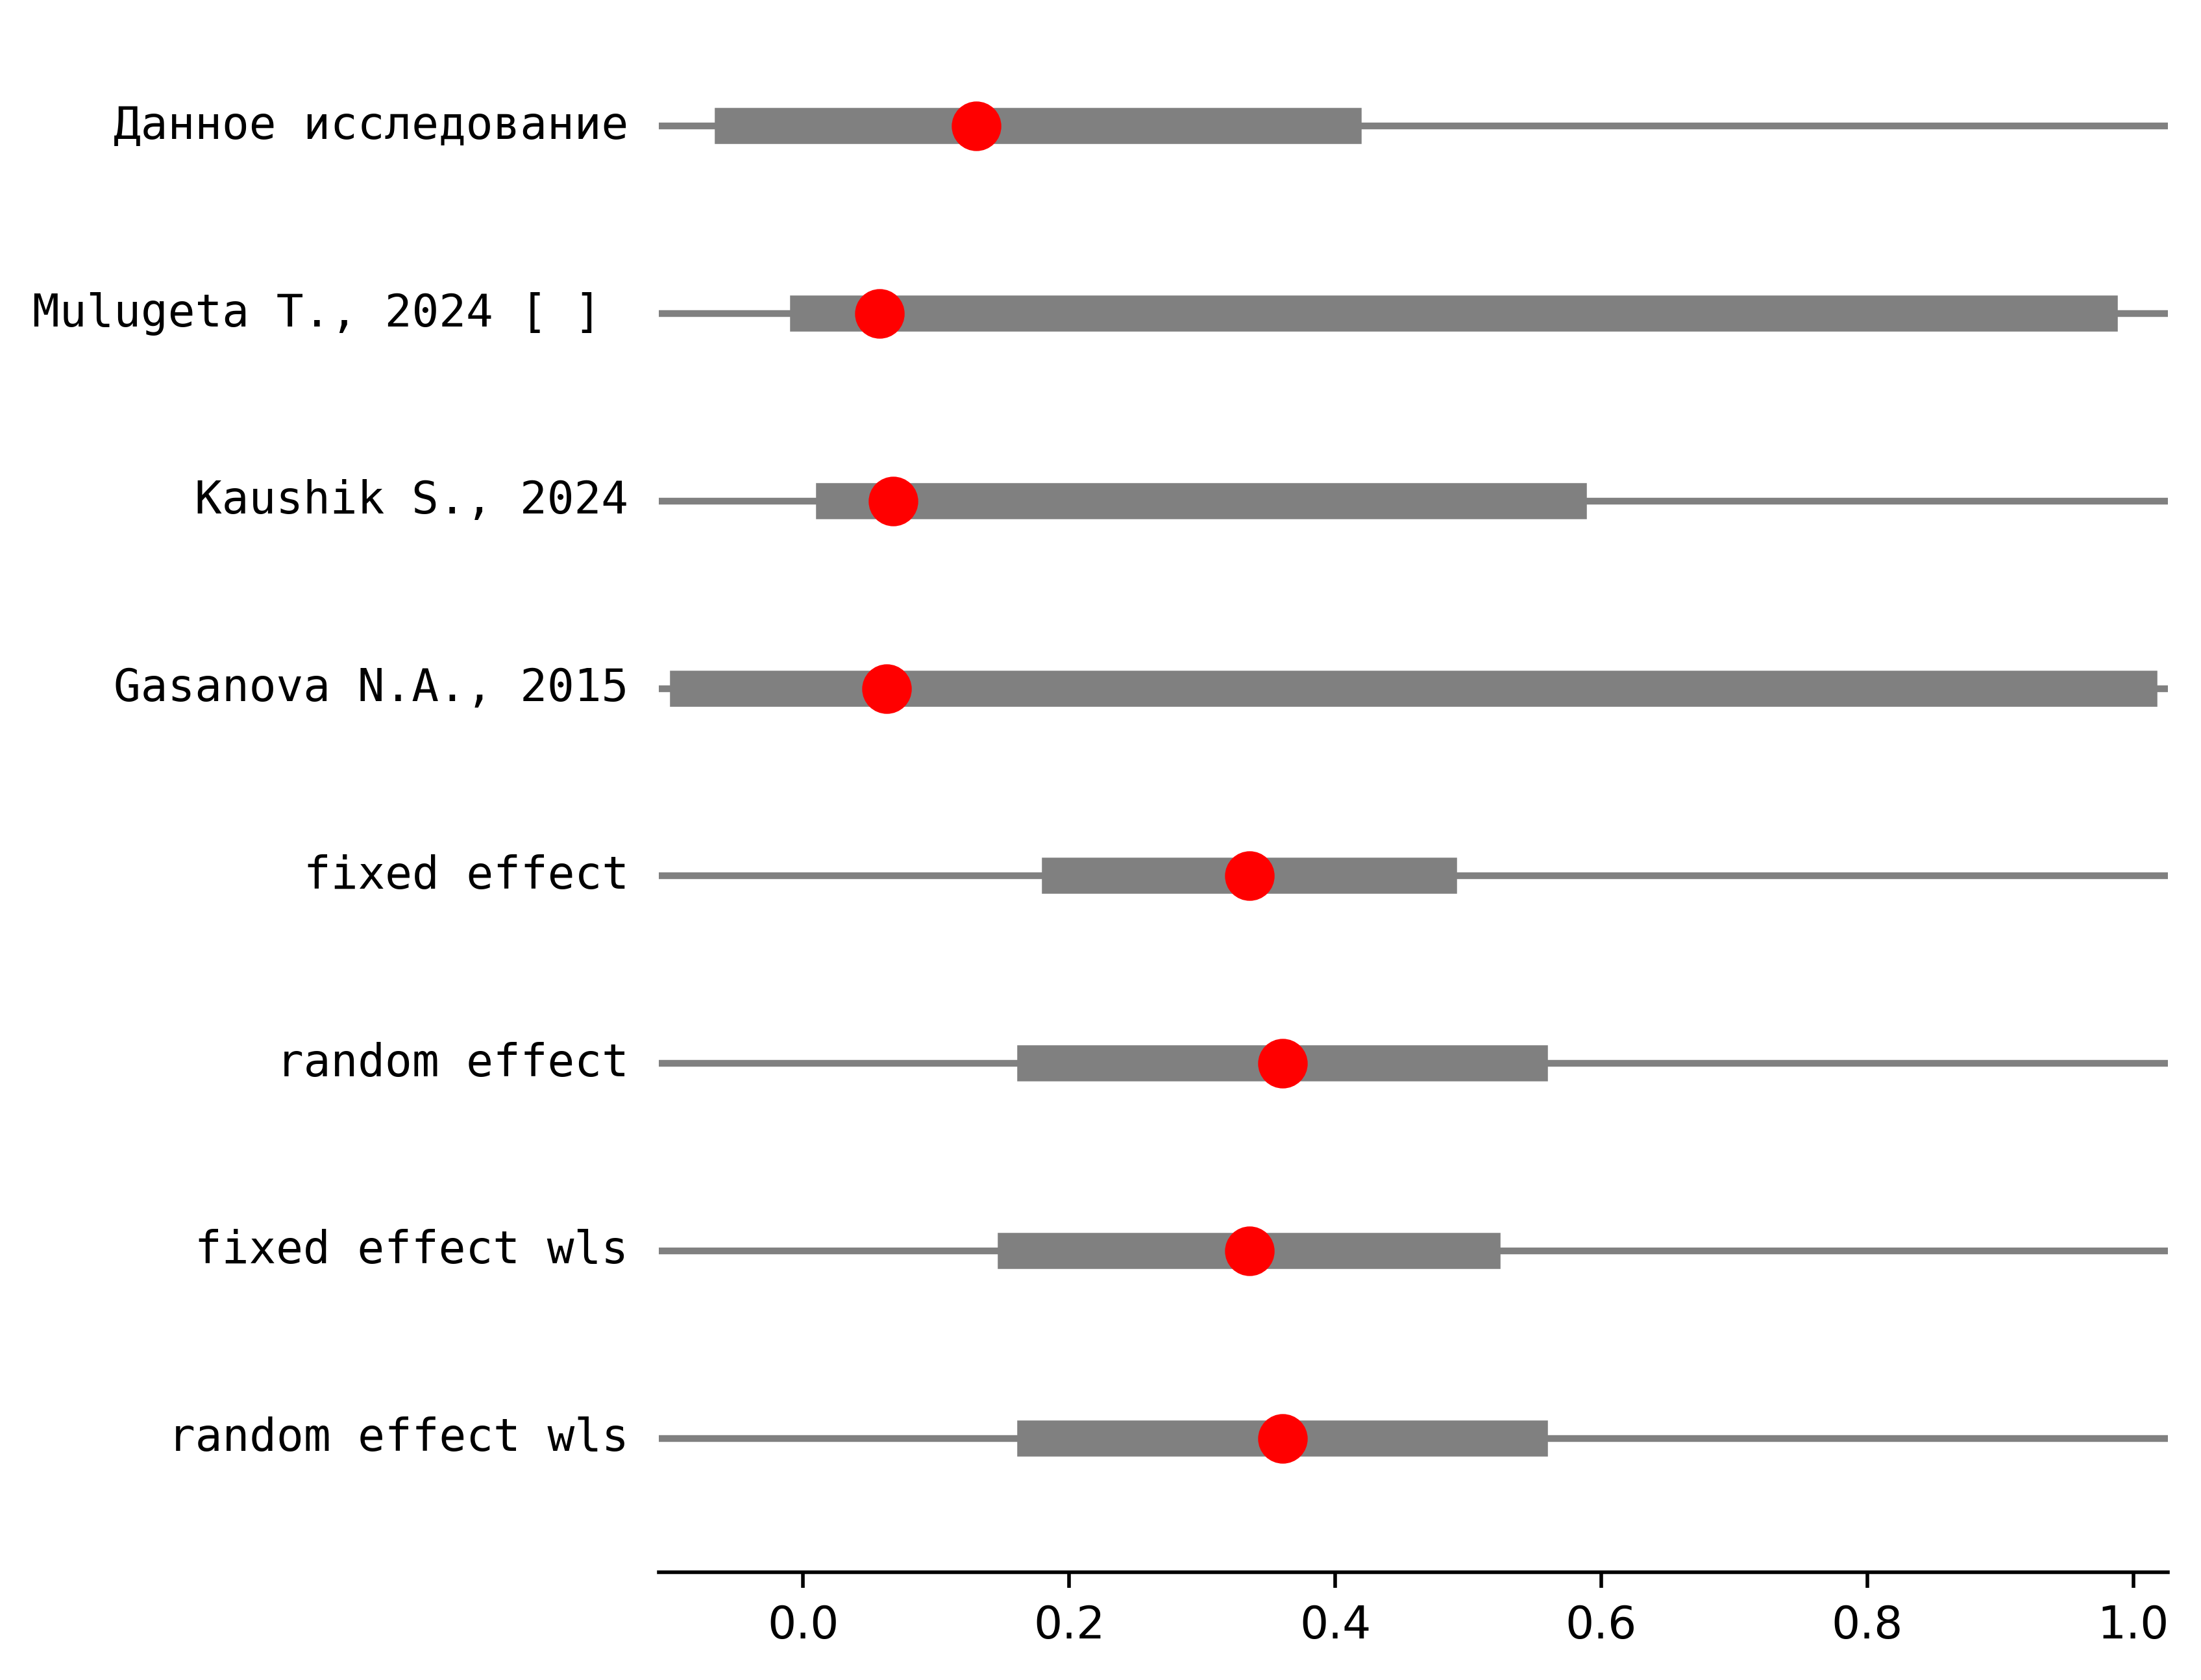 Данное исследование
Mulugeta T., 2024 [ ]
Kaushik S., 2024
Gasanova N.A., 2015
fixed effect
random effect
fixed effect wls
random effect wls
0.0 0.2 0.4 0.6 0.8 1.0